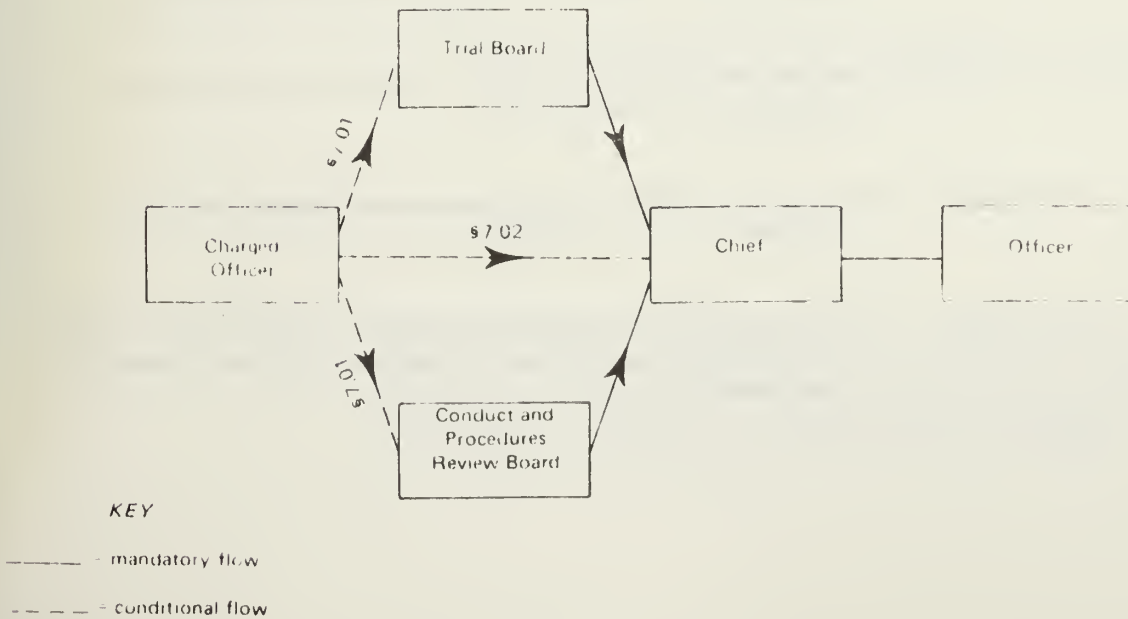 Trial Board
§7.01
Charged
Officer
§7.02
Chief
Officer
§7.01
Conduct and
Procedures
Review Board
KEY
= mandatory flow
= conditional flow